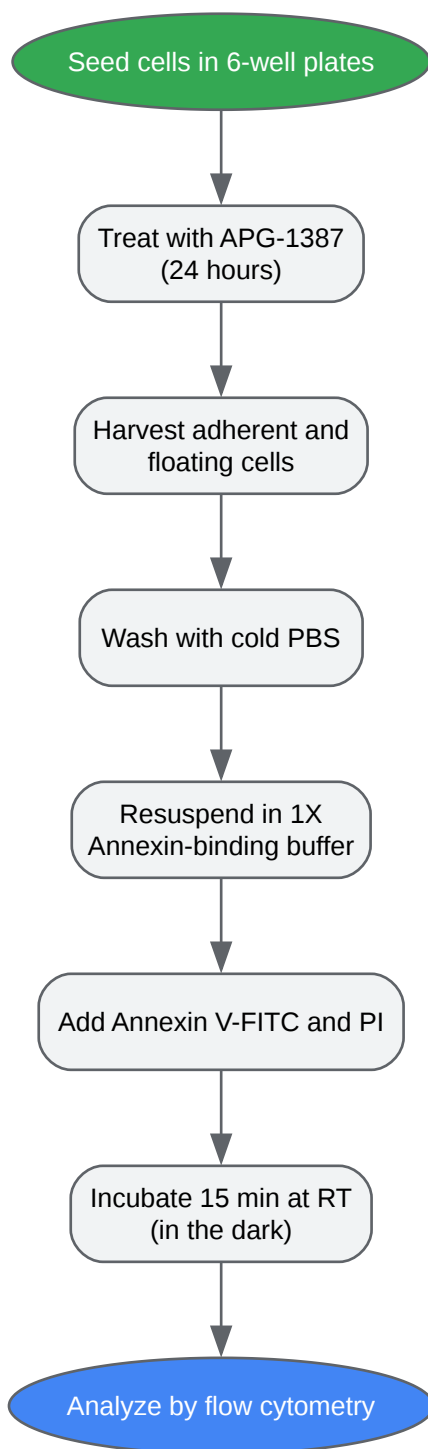 Seed cells in 6-well plates
Treat with APG-1387
(24 hours)
Harvest adherent and
floating cells
Wash with cold PBS
Resuspend in 1X
Annexin-binding buffer
Add Annexin V-FITC and PI
Incubate 15 min at RT
(in the dark)
Analyze by flow cytometry